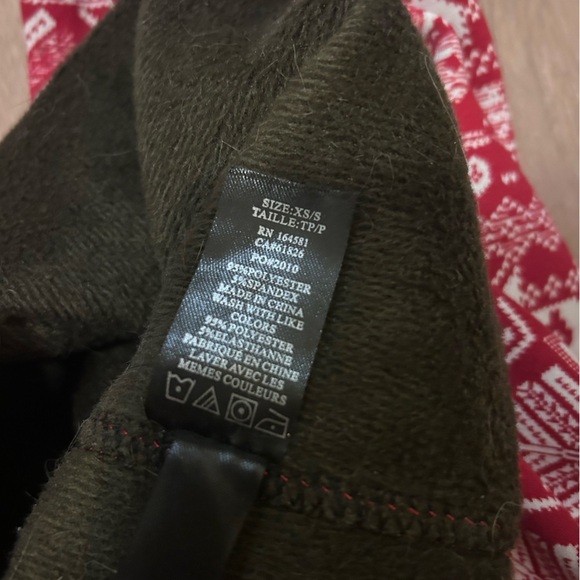 SIZE:XS/S
TAILLE:TP/P
RN 164581
CA#61826
PO#2010
95%POLYESTER
5%SPANDEX
MADE IN CHINA
WASH WITH LIKE
COLORS
95%POLYESTER
5%ELASTHANNE
FABRIQUÉ EN CHINE
LAVER AVEC LES
MEMES COULEURS